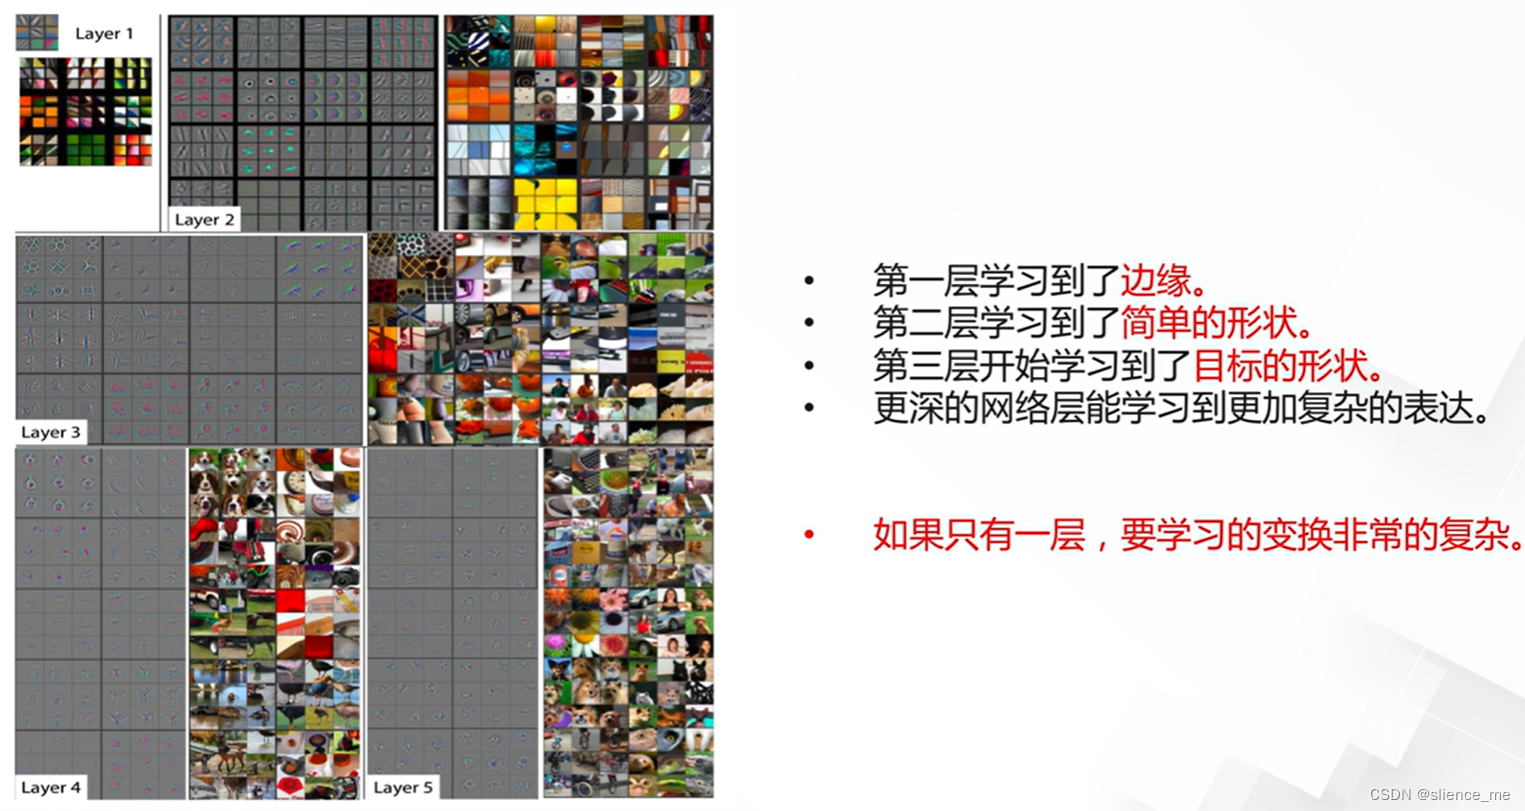 Layer 1
Layer 2
Layer 3
Layer 4
Layer 5
• 第一层学习到了边缘。
• 第二层学习到了简单的形状。
• 第三层开始学习到了目标的形状。
• 更深的网络层能学习到更加复杂的表达。
• 如果只有一层，要学习的变换非常的复杂。
CSDN @slience_me